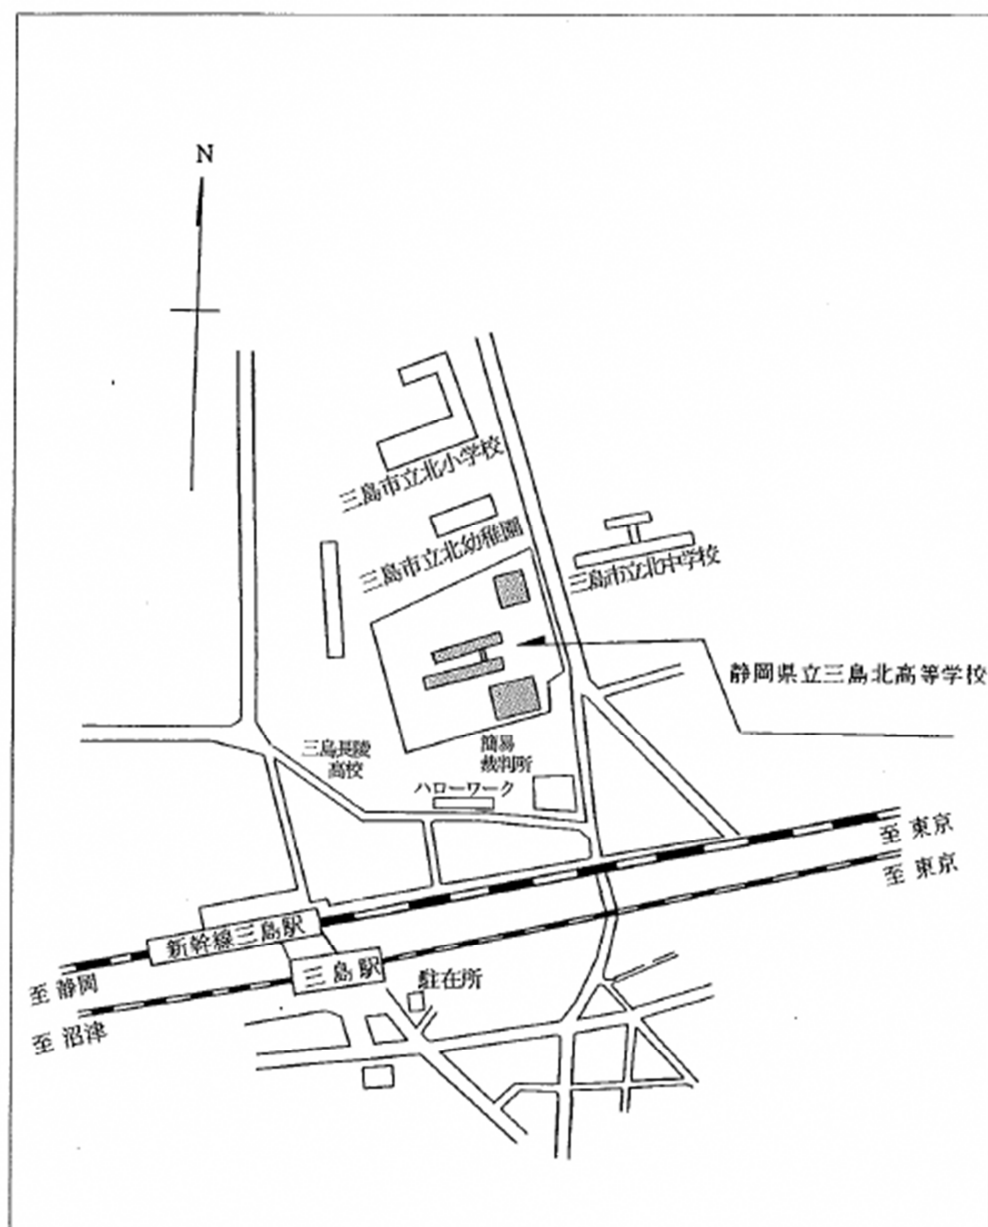 N
三島市立北小学校
三島市立北幼稚園
三島市立北中学校
静岡県立三島北高等学校
三島長陵
高校
簡易
裁判所
ハローワーク
至 東京
至 東京
新幹線三島駅
三島駅
駐在所
至 静岡
至 沼津